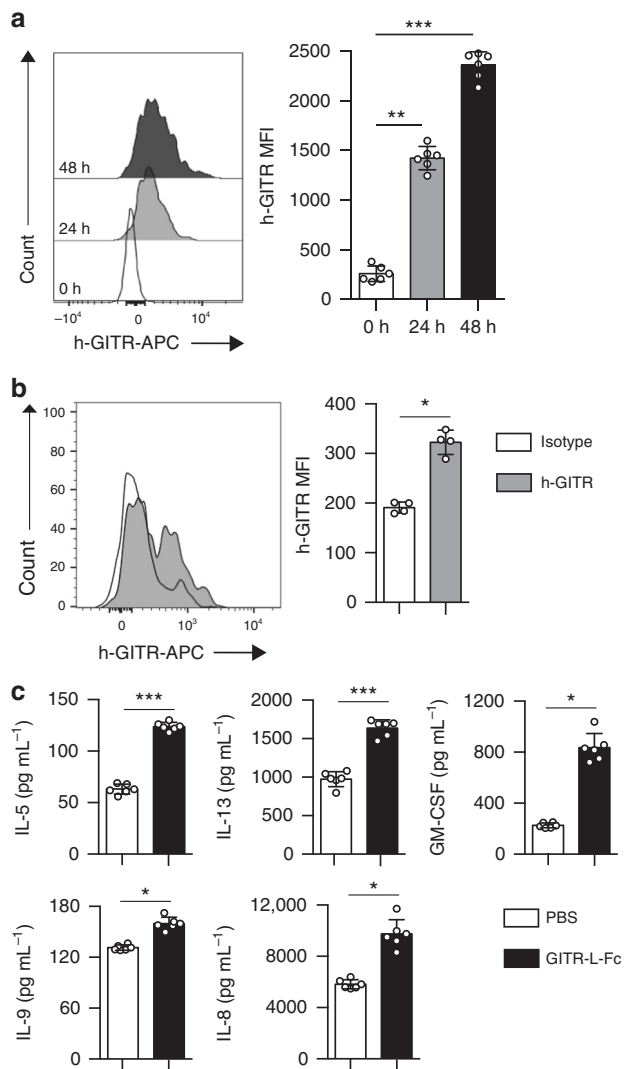 a
48 h
24 h
0 h
Count
−10⁴
0
10⁴
h-GITR-APC
h-GITR MFI
2500
2000
1500
1000
500
0
***
**
0 h
24 h
48 h
b
Count
100
80
60
40
20
0
0
10³
10⁴
h-GITR-APC
h-GITR MFI
400
300
200
100
0
*
Isotype
h-GITR
c
IL-5 (pg mL⁻¹)
150
100
50
0
***
IL-13 (pg mL⁻¹)
2000
1500
1000
500
0
***
GM-CSF (pg mL⁻¹)
1200
800
400
0
*
IL-9 (pg mL⁻¹)
180
120
60
0
*
IL-8 (pg mL⁻¹)
12,000
8000
4000
0
*
PBS
GITR-L-Fc